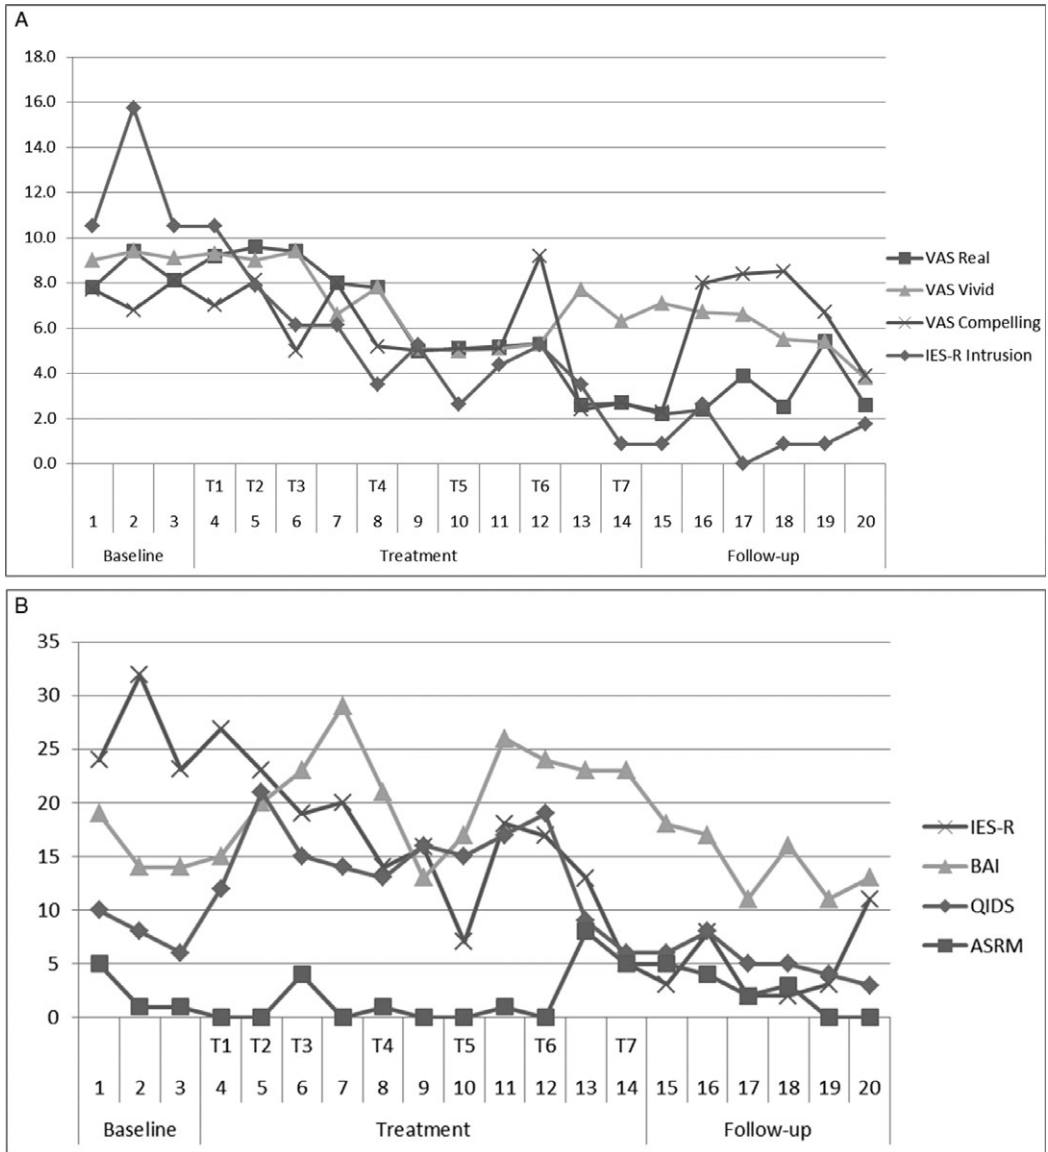 A
18.0
16.0
14.0
12.0
10.0
8.0
6.0
4.0
2.0
0.0
VAS Real
VAS Vivid
VAS Compelling
IES-R Intrusion
T1 T2 T3 T4 T5 T6 T7
1 2 3 4 5 6 7 8 9 10 11 12 13 14 15 16 17 18 19 20
Baseline Treatment Follow-up
B
35
30
25
20
15
10
5
0
IES-R
BAI
QIDS
ASRM
T1 T2 T3 T4 T5 T6 T7
1 2 3 4 5 6 7 8 9 10 11 12 13 14 15 16 17 18 19 20
Baseline Treatment Follow-up